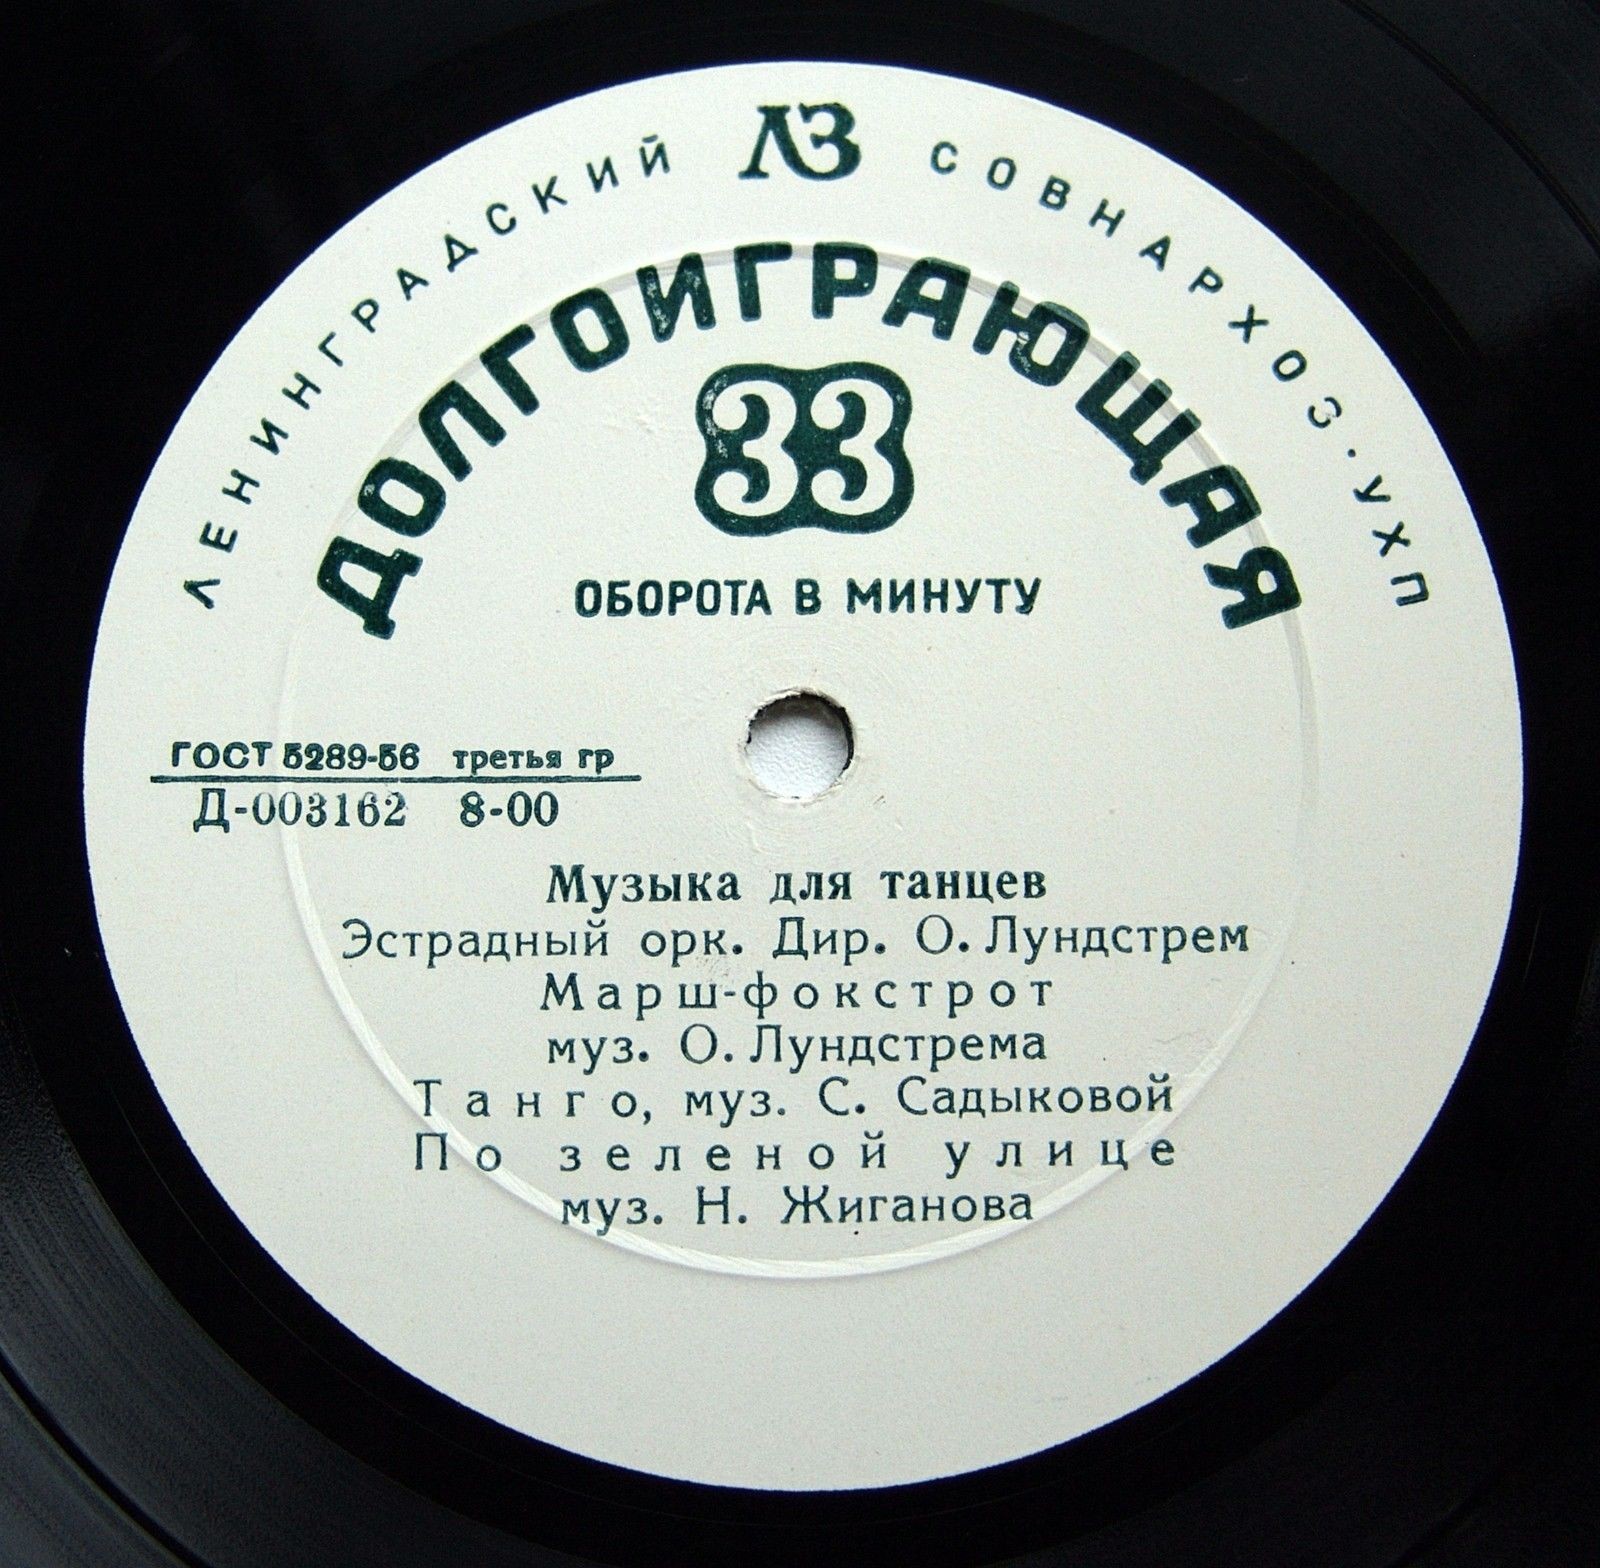 ЛЕНИНГРАДСКИЙ ЛЗ СОВНАРХОЗ·УХП
ДОЛГОИГРАЮЩАЯ
33
ОБОРОТА В МИНУТУ
ГОСТ 5289-56 третья гр
Д-003162 8-00
Музыка для танцев
Эстрадный орк. Дир. О. Лундстрем
Марш-фокстрот
муз. О. Лундстрема
Танго, муз. С. Садыковой
По зеленой улице
муз. Н. Жиганова